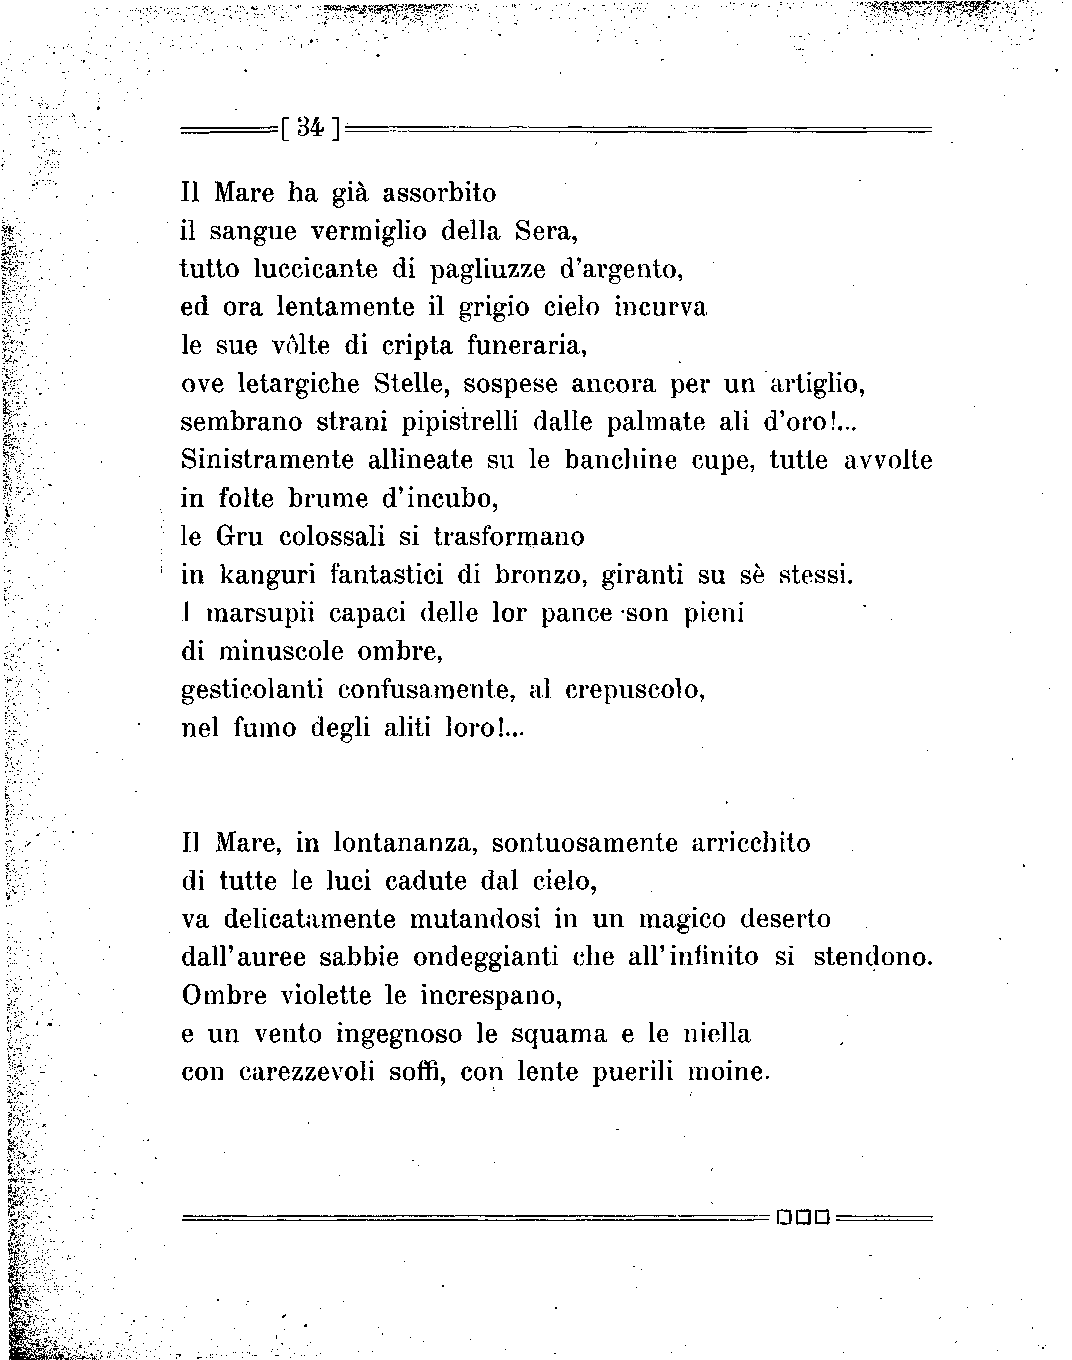 [ 34 ]
Il Mare ha già assorbito
il sangue vermiglio della Sera,
tutto luccicante di pagliuzze d'argento,
ed ora lentamente il grigio cielo incurva
le sue vôlte di cripta funeraria,
ove letargiche Stelle, sospese ancora per un artiglio,
sembrano strani pipistrelli dalle palmate ali d'oro!...
Sinistramente allineate su le banchine cupe, tutte avvolte
in folte brume d'incubo,
le Gru colossali si trasformano
in kanguri fantastici di bronzo, giranti su sè stessi.
I marsupii capaci delle lor pance son pieni
di minuscole ombre,
gesticolanti confusamente, al crepuscolo,
nel fumo degli aliti loro!...
Il Mare, in lontananza, sontuosamente arricchito
di tutte le luci cadute dal cielo,
va delicatamente mutandosi in un magico deserto
dall'auree sabbie ondeggianti che all'infinito si stendono.
Ombre violette le increspano,
e un vento ingegnoso le squama e le niella
con carezzevoli soffi, con lente puerili moine.